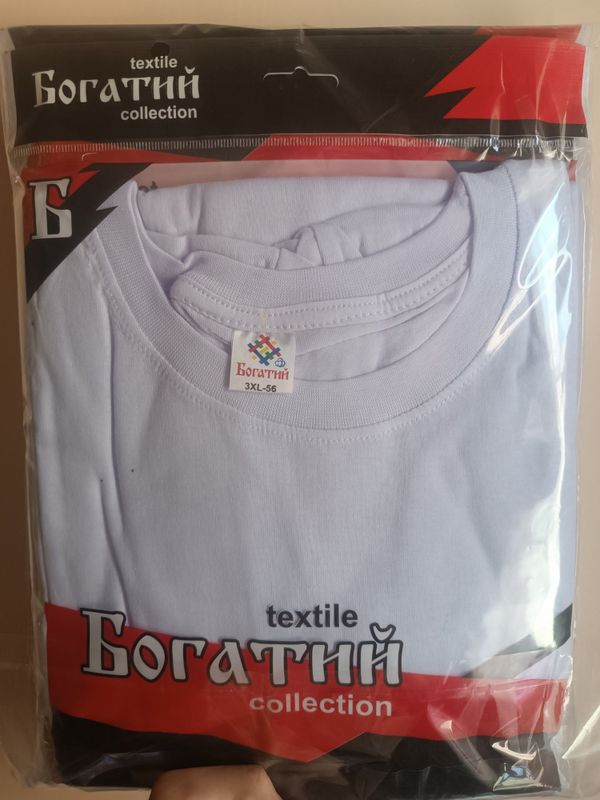 textile
Богатий
collection
Б
Богатий
3XL-56
textile
Богатий
collection